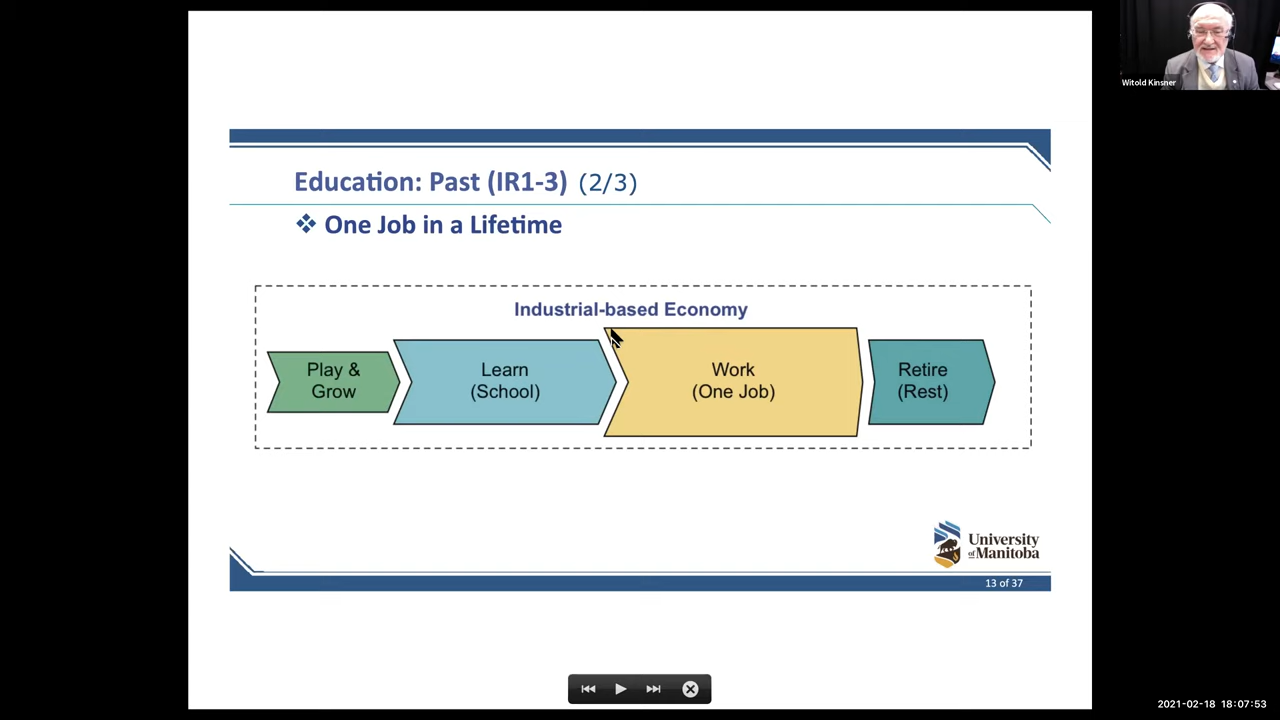 Witold Kinsner
Education: Past (IR1-3) (2/3)
❖ One Job in a Lifetime
Industrial-based Economy
Play &
Grow
Learn
(School)
Work
(One Job)
Retire
(Rest)
University
of Manitoba
13 of 37
2021-02-18 18:07:53